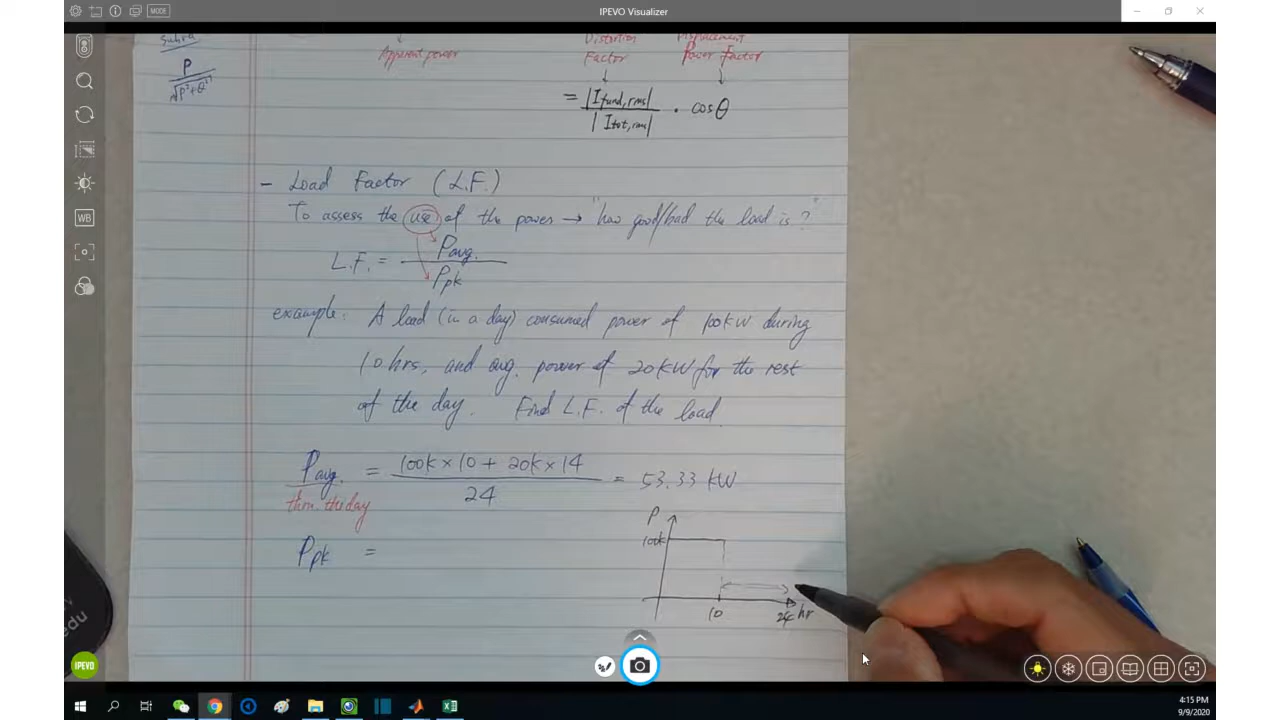 IPEVO Visualizer
MODE
P
√P²+Q²
Apparent power
Distortion Displacement
Factor Power Factor
= |Ifund,rms| / |Itot,rms| · cosθ
- Load Factor (L.F.)
To assess the use of the power → "how good/bad the load is?"
L.F. = Pavg. / Ppk
example: A load (in a day) consumed power of 100kW during
10 hrs, and avg. power of 20KW for the rest
of the day. Find L.F. of the load.
Pavg. = 100k×10 + 20k×14 / 24 = 53.33 kW
thru. the day
Ppk =
P
100k
10 24 hr
WB
edu
IPEVO
4:15 PM
9/9/2020